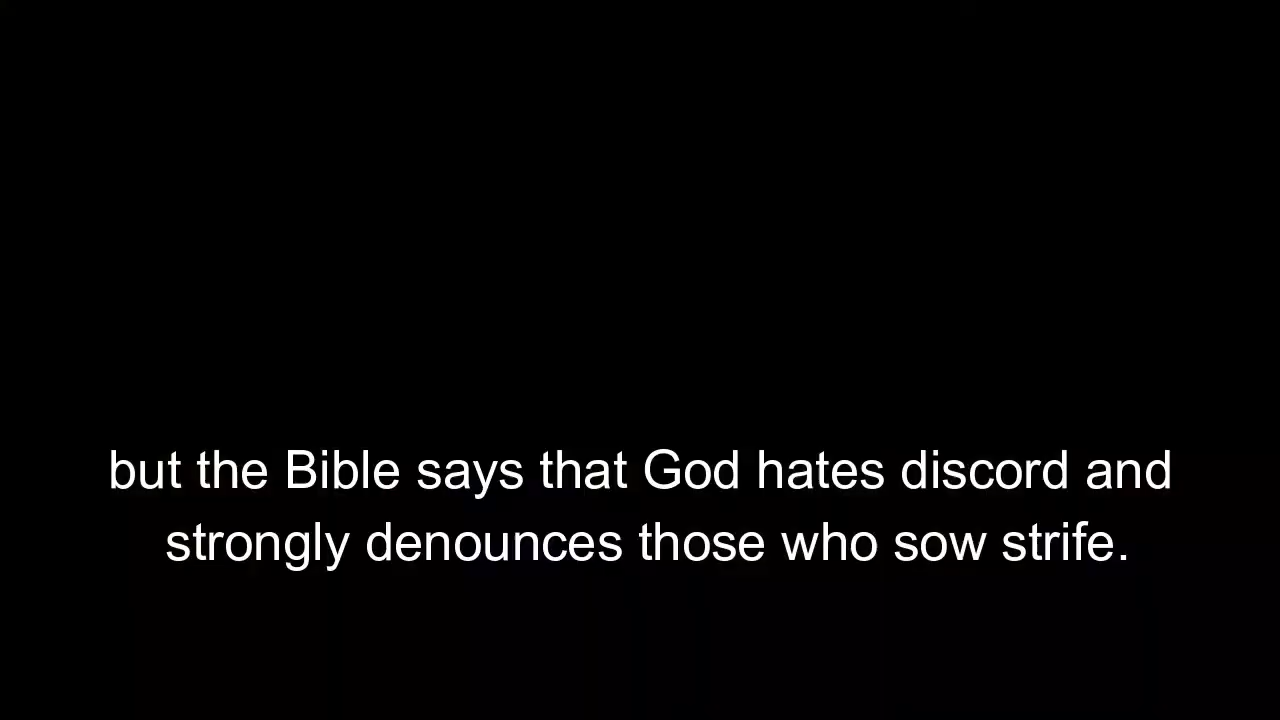 but the Bible says that God hates discord and
strongly denounces those who sow strife.